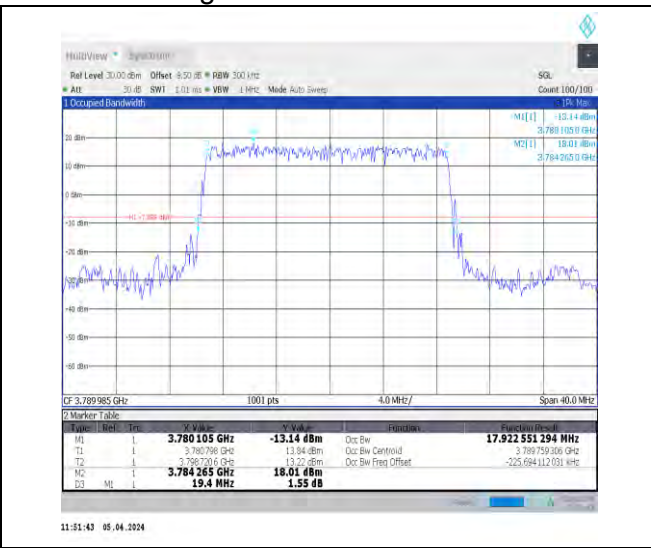 MultiView Spectrum
Ref Level 30.00 dBm Offset 8.50 dB RBW 300 kHz SGL
Att 30 dB SWT 1.01 ms VBW 1 MHz Mode Auto Sweep Count 100/100
1 Occupied Bandwidth 1Pk Max
M1[1] -13.14 dBm
3.780 105 0 GHz
20 dBm
M2[1] 18.01 dBm
3.784 265 0 GHz
10 dBm
0 dBm
-10 dBm
-20 dBm
-30 dBm
-50 dBm
-60 dBm
CF 3.789 985 GHz 1001 pts 4.0 MHz/ Span 40.0 MHz
2 Marker Table
Type Ref Trc X-Value Y-Value Function Function Result
M1 1 3.780 105 GHz -13.14 dBm Occ Bw 17.922 551 294 MHz
T1 1 3.780798 GHz 13.84 dBm Occ Bw Centroid 3.789759306 GHz
T2 1 3.7987206 GHz 13.22 dBm Occ Bw Freq Offset -225.694112031 kHz
M2 1 3.784 265 GHz 18.01 dBm
D3 M1 1 19.4 MHz 1.55 dB
11:51:43 05.04.2024